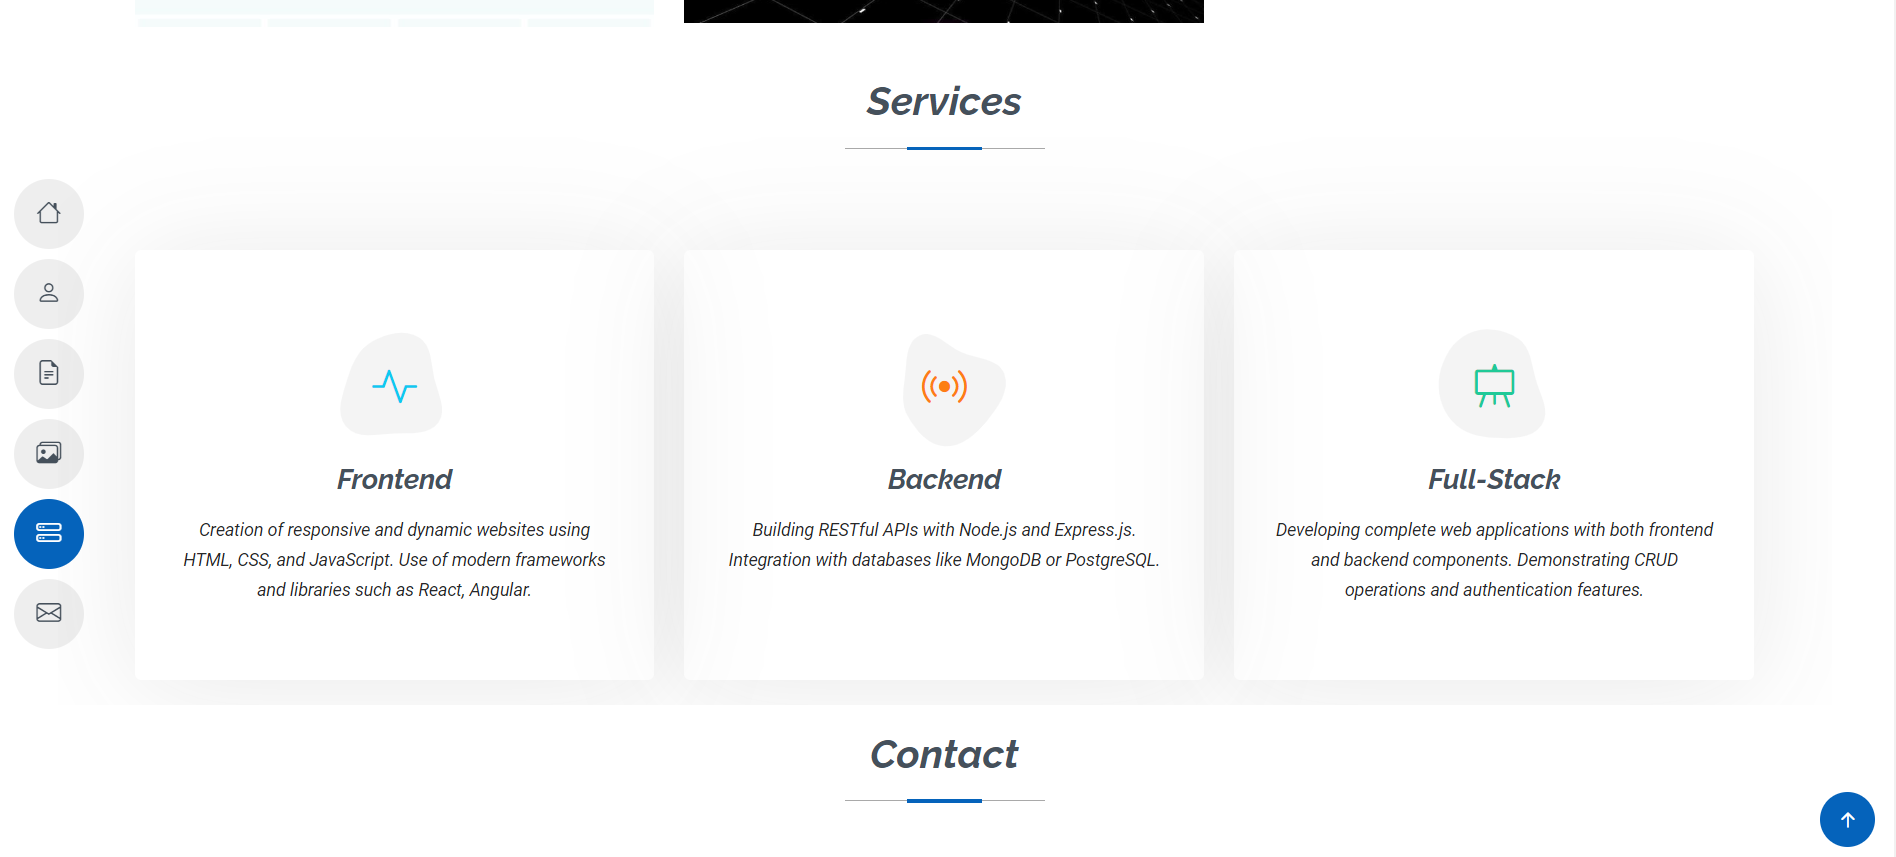 Services
Frontend
Creation of responsive and dynamic websites using
HTML, CSS, and JavaScript. Use of modern frameworks
and libraries such as React, Angular.
Backend
Building RESTful APIs with Node.js and Express.js.
Integration with databases like MongoDB or PostgreSQL.
Full-Stack
Developing complete web applications with both frontend
and backend components. Demonstrating CRUD
operations and authentication features.
Contact